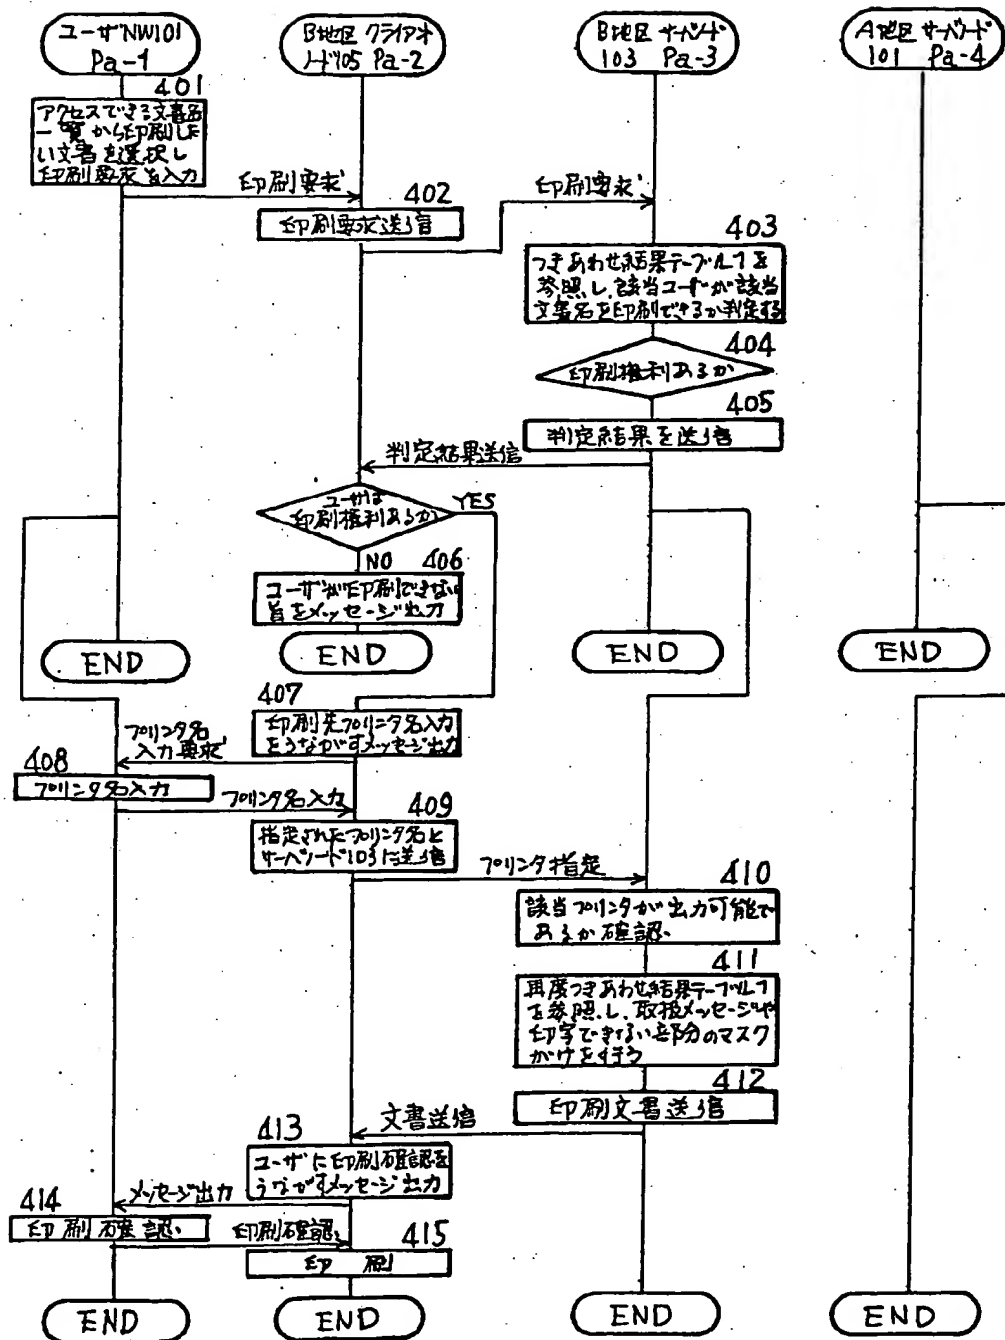 ユーザNW101
Pa-1
B地区 クライアント
ノード105 Pa-2
B地区 サーバノード
103 Pa-3
A地区 サーバノード
101 Pa-4
401
アクセスできる文書名
一覧から印刷した
い文書を選択し
印刷要求を入力
印刷要求
402
印刷要求送信
印刷要求
403
つきあわせ結果テーブルTを
参照し、該当ユーザが該当
文書名を印刷できるか判定する
404
印刷権利あるか
405
判定結果を送信
判定結果送信
ユーザは
印刷権利あるか
YES
NO
406
ユーザが印刷できない
旨をメッセージ出力
END
END
END
END
407
印刷先プリンタ名入力
をうながすメッセージ出力
プリンタ名
入力要求
408
プリンタ名入力
プリンタ名入力
409
指定されたプリンタ名を
サーバノード103に送信
プリンタ指定
410
該当プリンタが出力可能で
あるか確認
411
再度つきあわせ結果テーブルT
を参照し、取扱メッセージや
印字できない部分のマスク
がけを行う
412
印刷文書送信
文書送信
413
ユーザに印刷確認を
うながすメッセージ出力
メッセージ出力
414
印刷確認
印刷確認
415
印刷
END
END
END
END